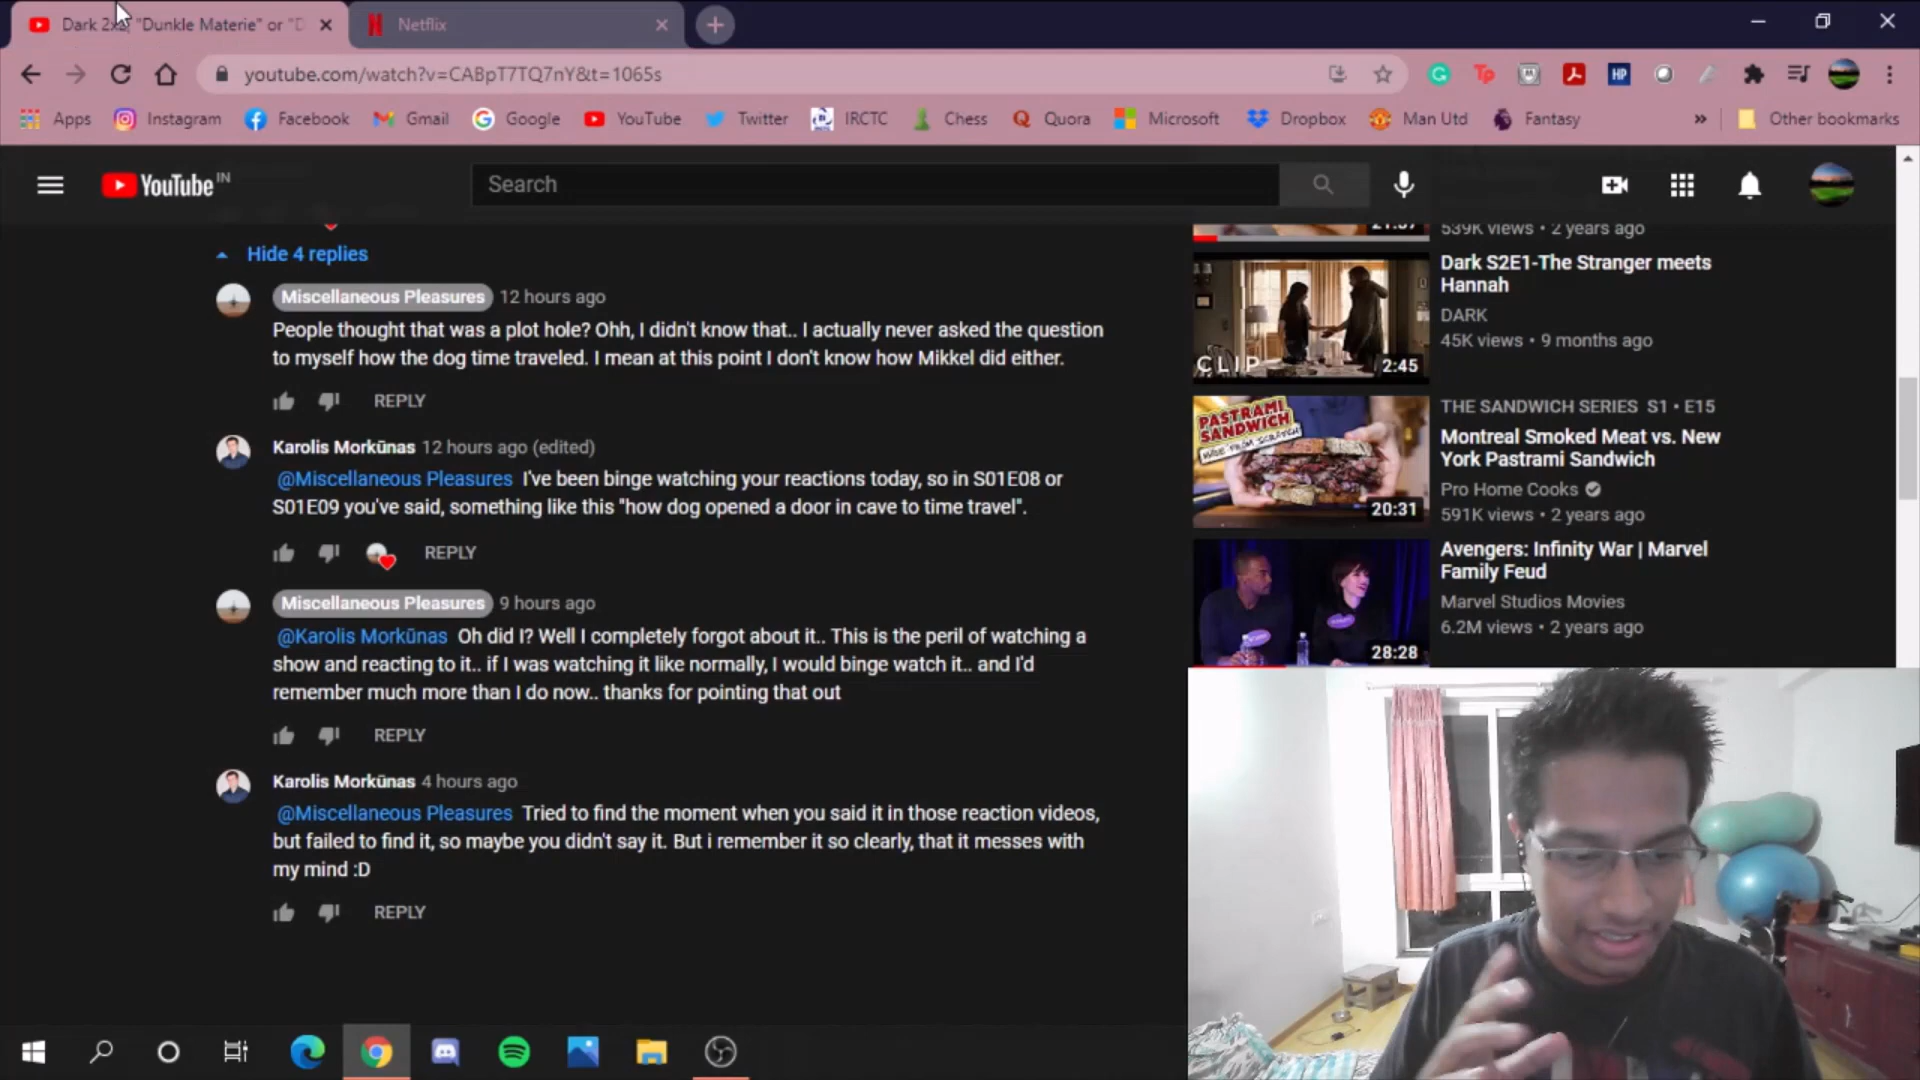 Dark 2x2, "Dunkle Materie" or "D
Netflix
youtube.com/watch?v=CABpT7TQ7nY&t=1065s
Apps
Instagram
Facebook
Gmail
Google
YouTube
Twitter
IRCTC
Chess
Quora
Microsoft
Dropbox
Man Utd
Fantasy
»
Other bookmarks
YouTube IN
Search
Hide 4 replies
Miscellaneous Pleasures 12 hours ago
People thought that was a plot hole? Ohh, I didn't know that.. I actually never asked the question
to myself how the dog time traveled. I mean at this point I don't know how Mikkel did either.
REPLY
Karolis Morkūnas 12 hours ago (edited)
@Miscellaneous Pleasures I've been binge watching your reactions today, so in S01E08 or
S01E09 you've said, something like this "how dog opened a door in cave to time travel".
REPLY
Miscellaneous Pleasures 9 hours ago
@Karolis Morkūnas Oh did I? Well I completely forgot about it.. This is the peril of watching a
show and reacting to it.. if I was watching it like normally, I would binge watch it.. and I'd
remember much more than I do now.. thanks for pointing that out
REPLY
Karolis Morkūnas 4 hours ago
@Miscellaneous Pleasures Tried to find the moment when you said it in those reaction videos,
but failed to find it, so maybe you didn't say it. But i remember it so clearly, that it messes with
my mind :D
REPLY
539K views • 2 years ago
CLIP
2:45
Dark S2E1-The Stranger meets
Hannah
DARK
45K views • 9 months ago
PASTRAMI
SANDWICH
MADE FROM SCRATCH
20:31
THE SANDWICH SERIES S1 • E15
Montreal Smoked Meat vs. New
York Pastrami Sandwich
Pro Home Cooks
591K views • 2 years ago
28:28
Avengers: Infinity War | Marvel
Family Feud
Marvel Studios Movies
6.2M views • 2 years ago